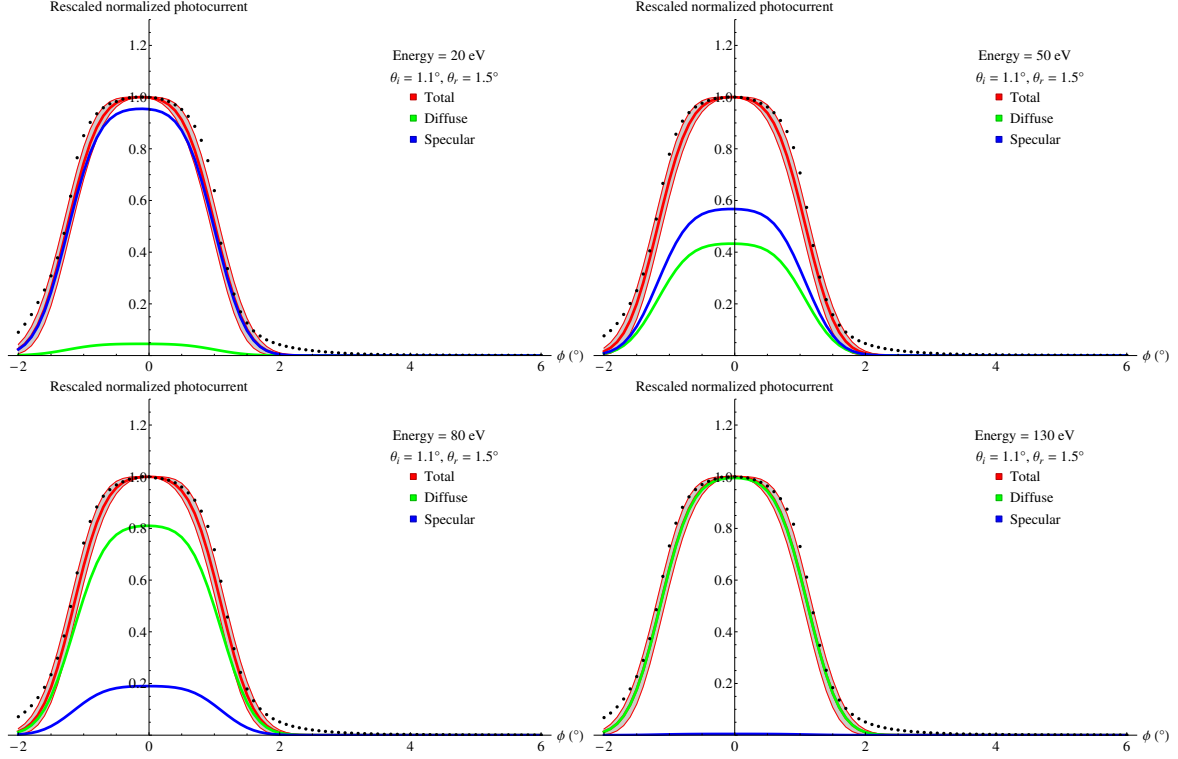 Rescaled normalized photocurrent
1.2
1.0
0.8
0.6
0.4
0.2
Energy = 20 eV
θi = 1.1°, θr = 1.5°
Total
Diffuse
Specular
−2 0 2 4 6 ϕ (°)
Rescaled normalized photocurrent
1.2
1.0
0.8
0.6
0.4
0.2
Energy = 50 eV
θi = 1.1°, θr = 1.5°
Total
Diffuse
Specular
−2 0 2 4 6 ϕ (°)
Rescaled normalized photocurrent
1.2
1.0
0.8
0.6
0.4
0.2
Energy = 80 eV
θi = 1.1°, θr = 1.5°
Total
Diffuse
Specular
−2 0 2 4 6 ϕ (°)
Rescaled normalized photocurrent
1.2
1.0
0.8
0.6
0.4
0.2
Energy = 130 eV
θi = 1.1°, θr = 1.5°
Total
Diffuse
Specular
−2 0 2 4 6 ϕ (°)